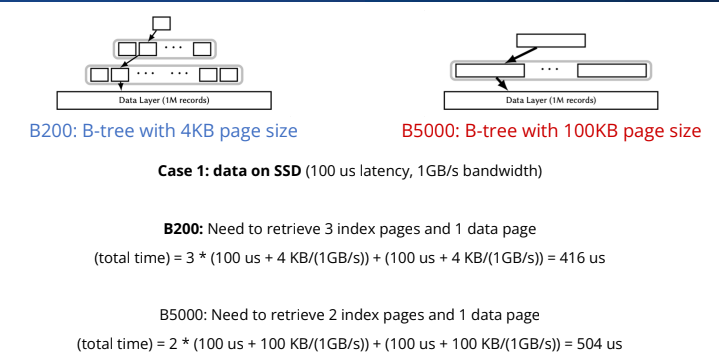 Data Layer (1M records)
Data Layer (1M records)
B200: B-tree with 4KB page size
B5000: B-tree with 100KB page size
Case 1: data on SSD (100 us latency, 1GB/s bandwidth)
B200: Need to retrieve 3 index pages and 1 data page
(total time) = 3 * (100 us + 4 KB/(1GB/s)) + (100 us + 4 KB/(1GB/s)) = 416 us
B5000: Need to retrieve 2 index pages and 1 data page
(total time) = 2 * (100 us + 100 KB/(1GB/s)) + (100 us + 100 KB/(1GB/s)) = 504 us